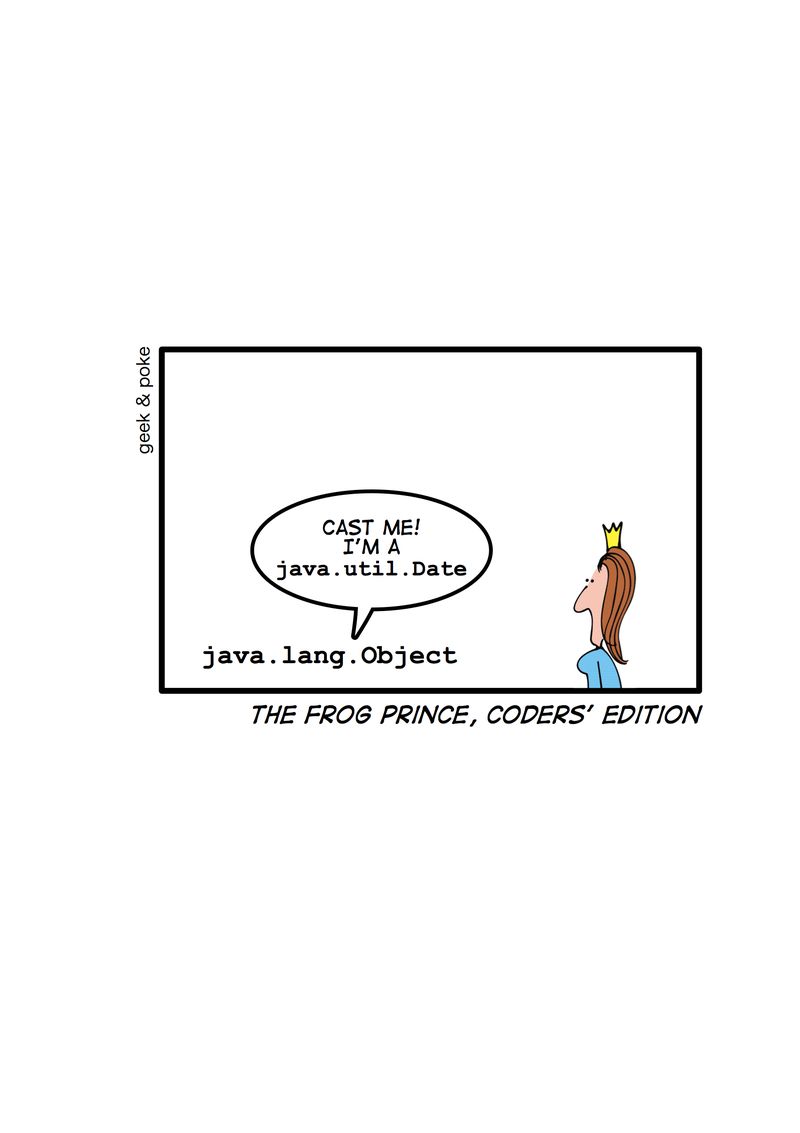 geek & poke
CAST ME!
I'M A
java.util.Date
java.lang.Object
THE FROG PRINCE, CODERS' EDITION